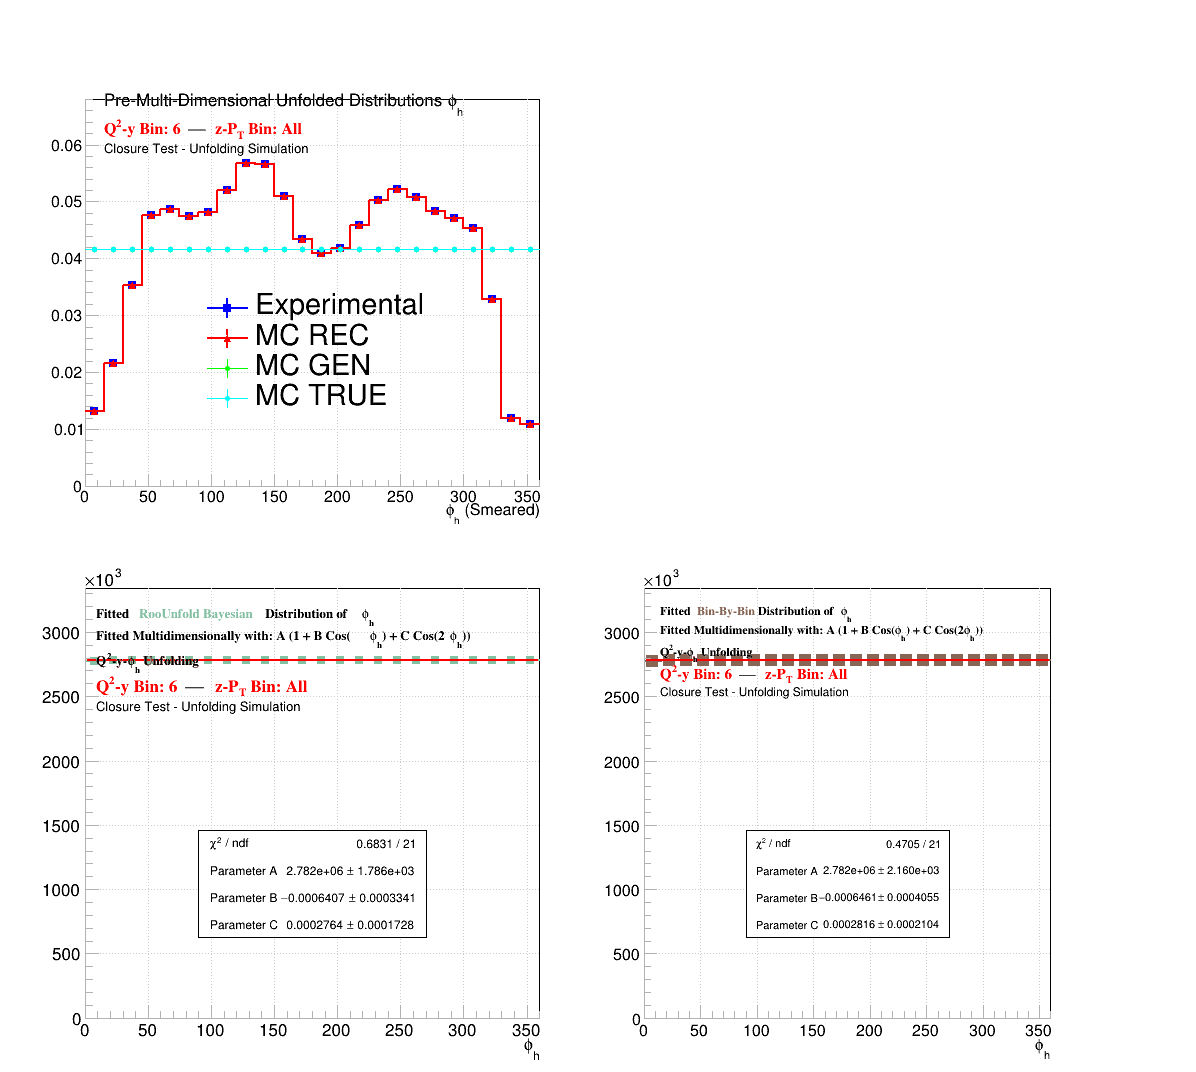 Pre-Multi-Dimensional Unfolded Distributions ϕh
Q2-y Bin: 6 — z-PT Bin: All
Closure Test - Unfolding Simulation
0.06
0.05
0.04
0.03
0.02
0.01
0
Experimental
MC REC
MC GEN
MC TRUE
0 50 100 150 200 250 300 350
ϕh (Smeared)
×103
Fitted RooUnfold Bayesian Distribution of ϕh
Fitted Multidimensionally with: A (1 + B Cos( ϕh) + C Cos(2 ϕh))
Q2-y-ϕh Unfolding
Q2-y Bin: 6 — z-PT Bin: All
Closure Test - Unfolding Simulation
3000
2500
2000
1500
1000
500
0
χ2 / ndf 0.6831 / 21
Parameter A 2.782e+06 ± 1.786e+03
Parameter B −0.0006407 ± 0.0003341
Parameter C 0.0002764 ± 0.0001728
0 50 100 150 200 250 300 350
ϕh
×103
Fitted Bin-By-Bin Distribution of ϕh
Fitted Multidimensionally with: A (1 + B Cos(ϕh) + C Cos(2ϕh))
Q2-y-ϕh Unfolding
Q2-y Bin: 6 — z-PT Bin: All
Closure Test - Unfolding Simulation
3000
2500
2000
1500
1000
500
0
χ2 / ndf 0.4705 / 21
Parameter A 2.782e+06 ± 2.160e+03
Parameter B −0.0006461 ± 0.0004055
Parameter C 0.0002816 ± 0.0002104
0 50 100 150 200 250 300 350
ϕh